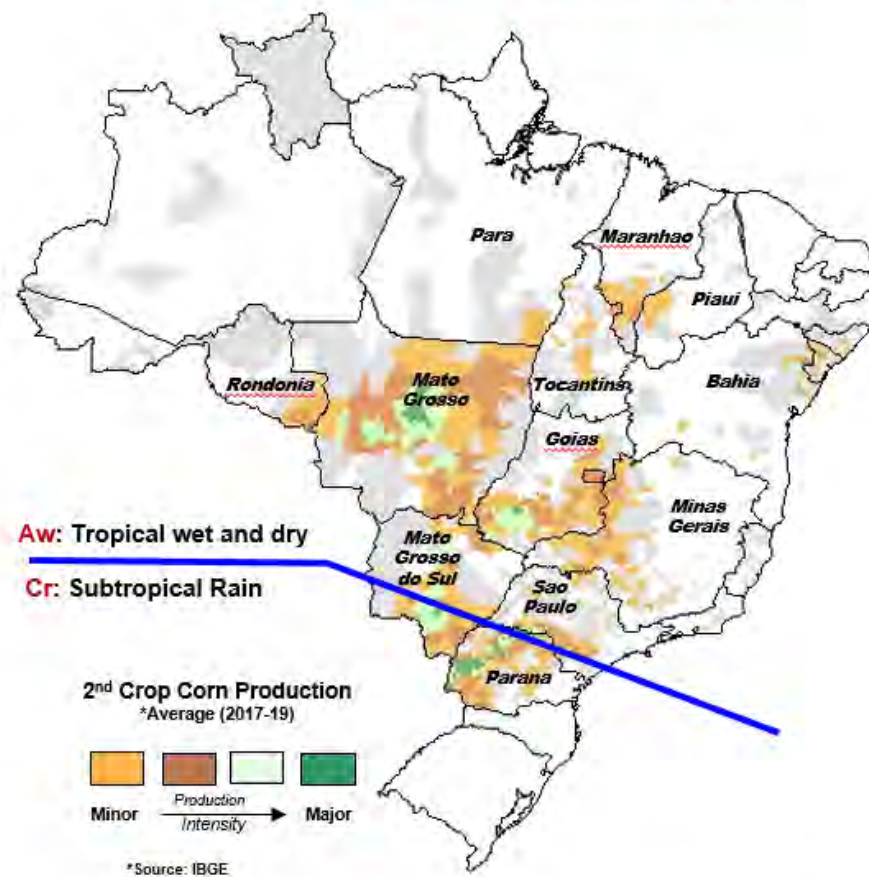 Para
Maranhao
Piaui
Rondonia
Mato
Grosso
Tocantins
Bahia
Goias
Minas
Gerais
Aw: Tropical wet and dry
Mato
Grosso
do Sul
Cr: Subtropical Rain
Sao
Paulo
Parana
2nd Crop Corn Production
*Average (2017-19)
Minor
Production
Intensity
Major
*Source: IBGE